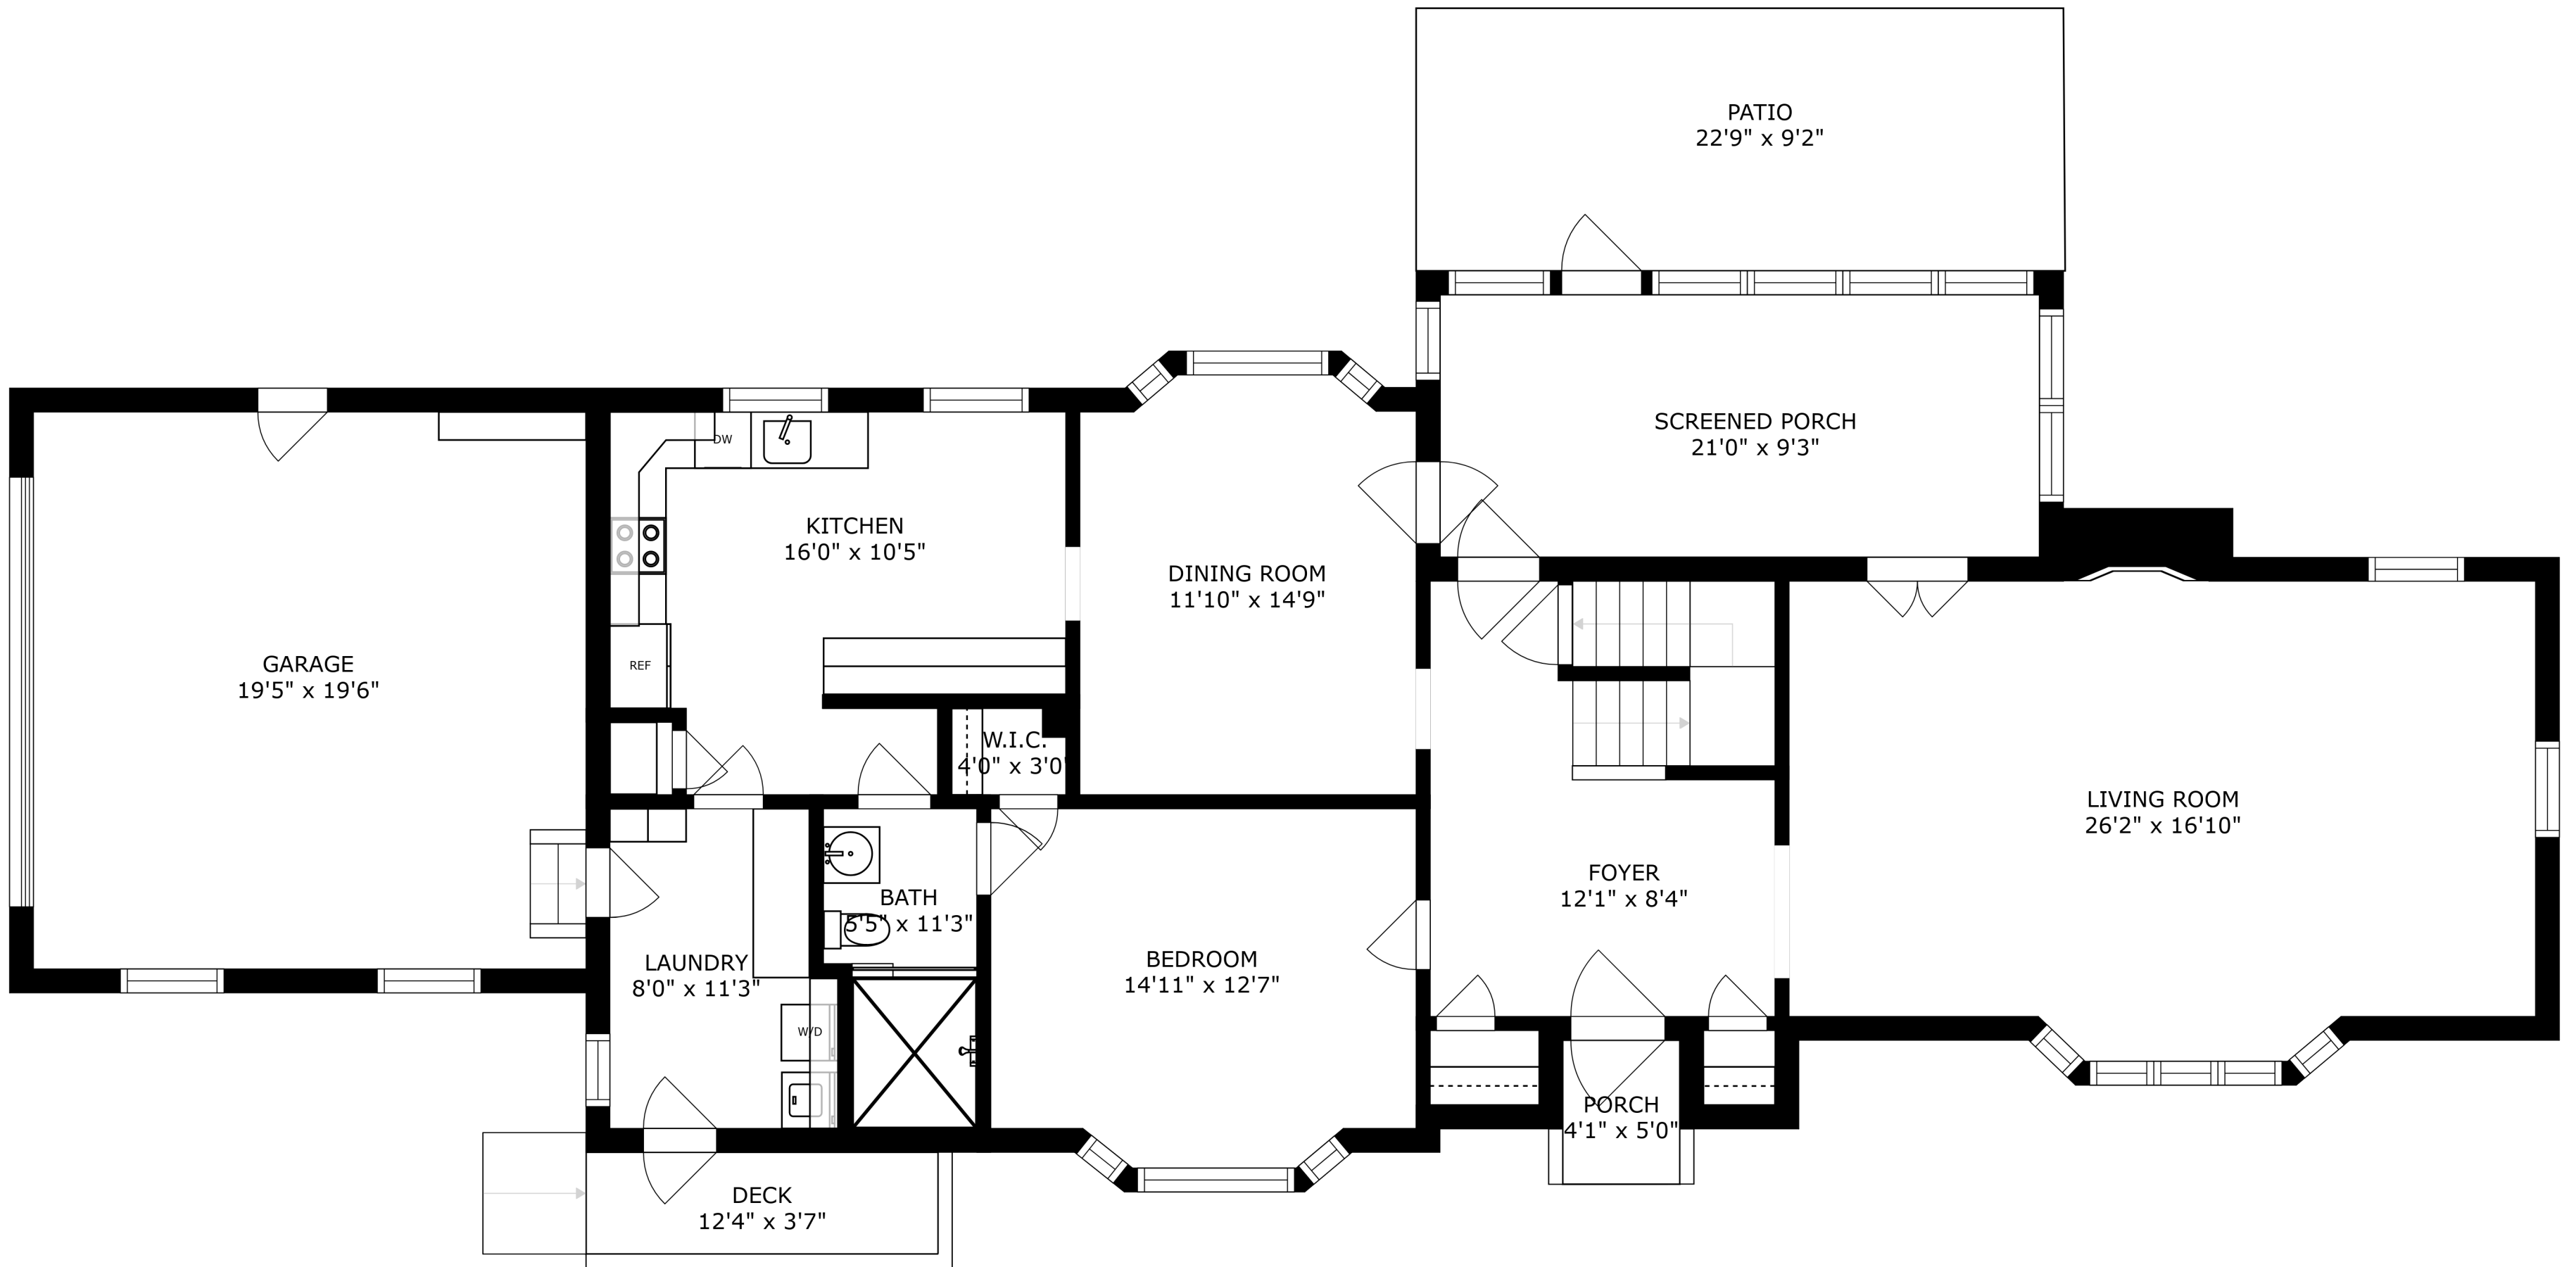 PATIO
22'9" x 9'2"
SCREENED PORCH
21'0" x 9'3"
DW
KITCHEN
16'0" x 10'5"
DINING ROOM
11'10" x 14'9"
GARAGE
19'5" x 19'6"
REF
W.I.C.
4'0" x 3'0"
LIVING ROOM
26'2" x 16'10"
FOYER
12'1" x 8'4"
BATH
5'5" x 11'3"
BEDROOM
14'11" x 12'7"
LAUNDRY
8'0" x 11'3"
W/D
PORCH
4'1" x 5'0"
DECK
12'4" x 3'7"